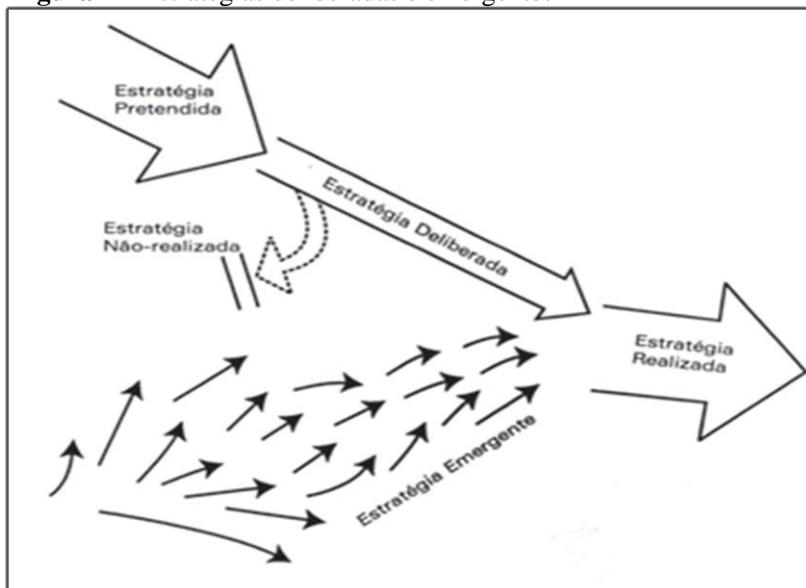 Estratégia
Pretendida
Estratégia Deliberada
Estratégia
Não-realizada
Estratégia
Realizada
Estratégia Emergente